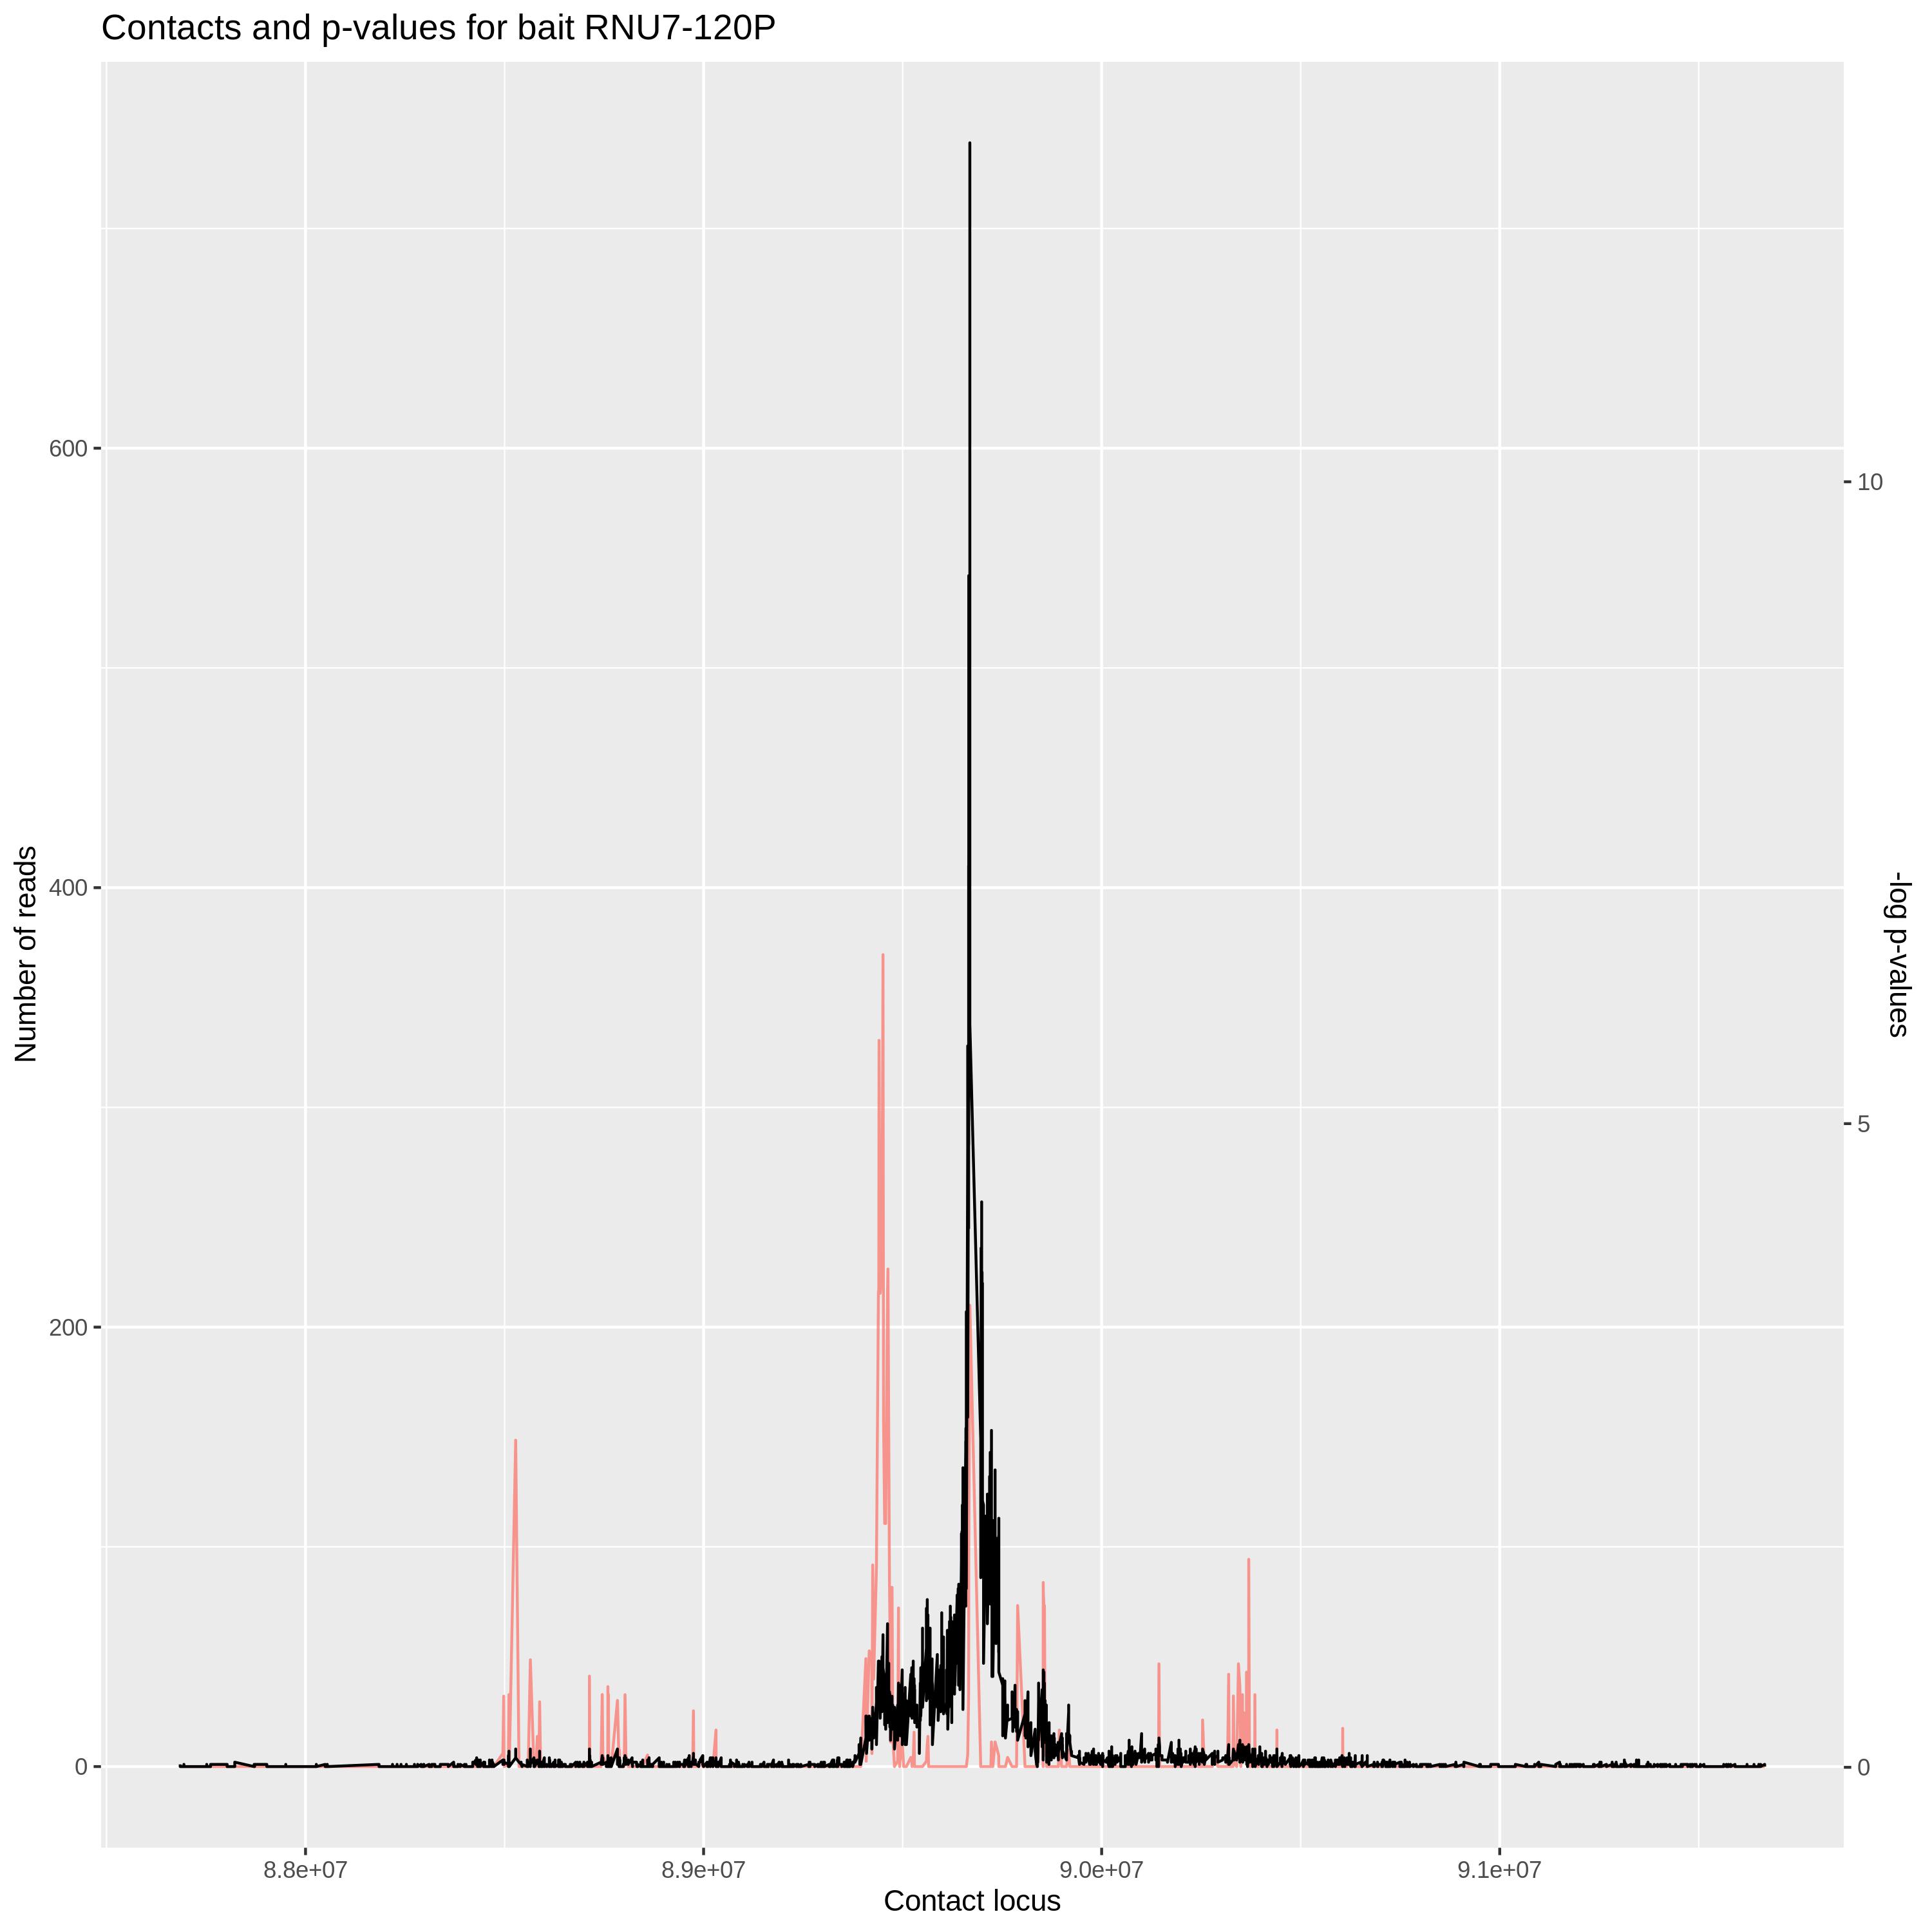 Contacts and p-values for bait RNU7-120P
600
400
200
0
10
5
0
Number of reads
-log p-values
8.8e+07
8.9e+07
9.0e+07
9.1e+07
Contact locus